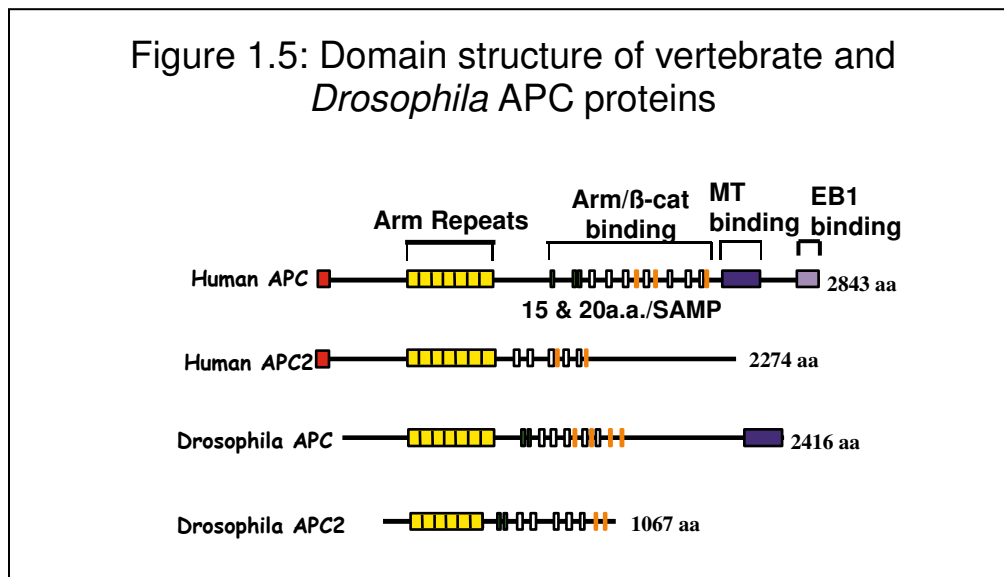 Figure 1.5: Domain structure of vertebrate and
Drosophila APC proteins
Arm Repeats
Arm/ß-cat
binding
MT
binding
EB1
binding
Human APC
2843 aa
15 & 20a.a./SAMP
Human APC2
2274 aa
Drosophila APC
2416 aa
Drosophila APC2
1067 aa